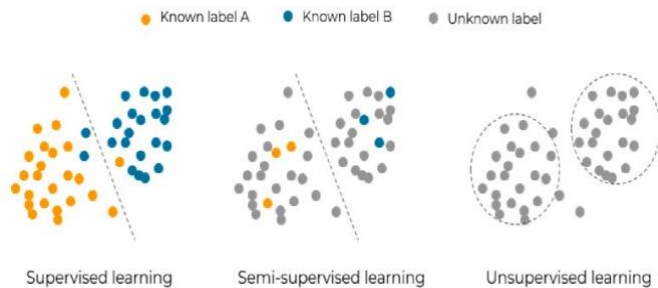 Known label A Known label B Unknown label
Supervised learning Semi-supervised learning Unsupervised learning